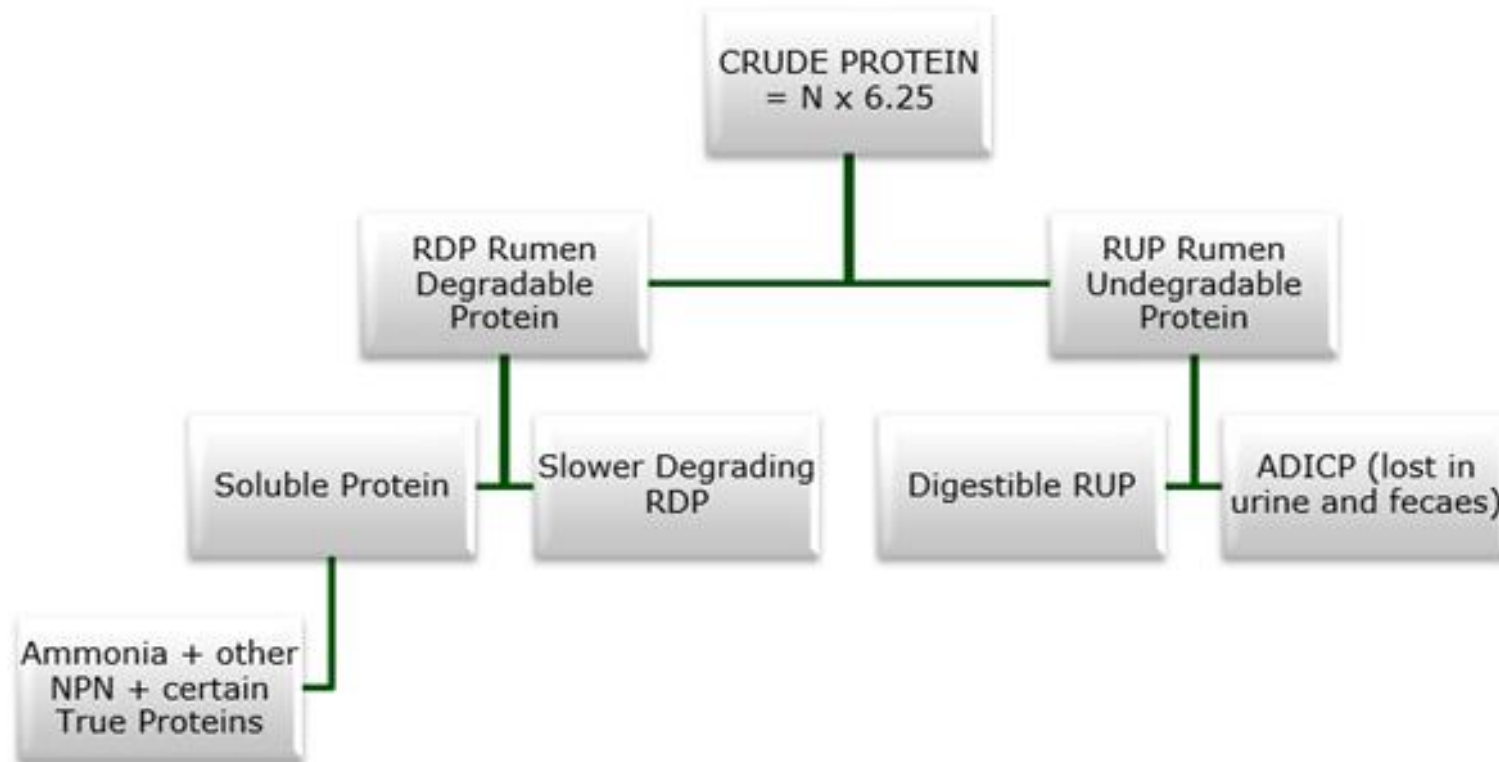 CRUDE PROTEIN
= N x 6.25
RDP Rumen
Degradable
Protein
RUP Rumen
Undegradable
Protein
Soluble Protein
Slower Degrading
RDP
Digestible RUP
ADICP (lost in
urine and fecaes)
Ammonia + other
NPN + certain
True Proteins